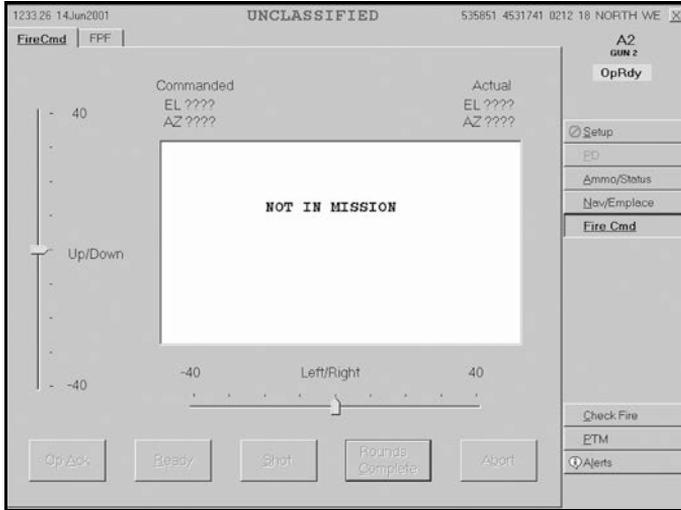 1233:26 14Jun2001 UNCLASSIFIED 535851 4531741 0212 18 NORTH WE X
FireCmd FPF
A2
GUN 2
OpRdy
Commanded Actual
EL ???? EL ????
AZ ???? AZ ????
40
Up/Down
-40
NOT IN MISSION
-40 Left/Right 40
Setup
PD
Ammo/Status
Nav/Emplace
Fire Cmd
Check Fire
PTM
Alerts
Op Ack Ready Shot Rounds Complete Abort